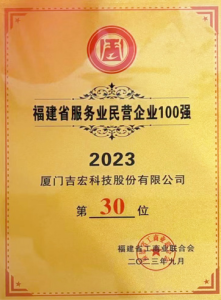 福建省服务业民营企业100强
2023
厦门吉宏科技股份有限公司
第 30 位
福建省工商业联合会
二〇二三年九月